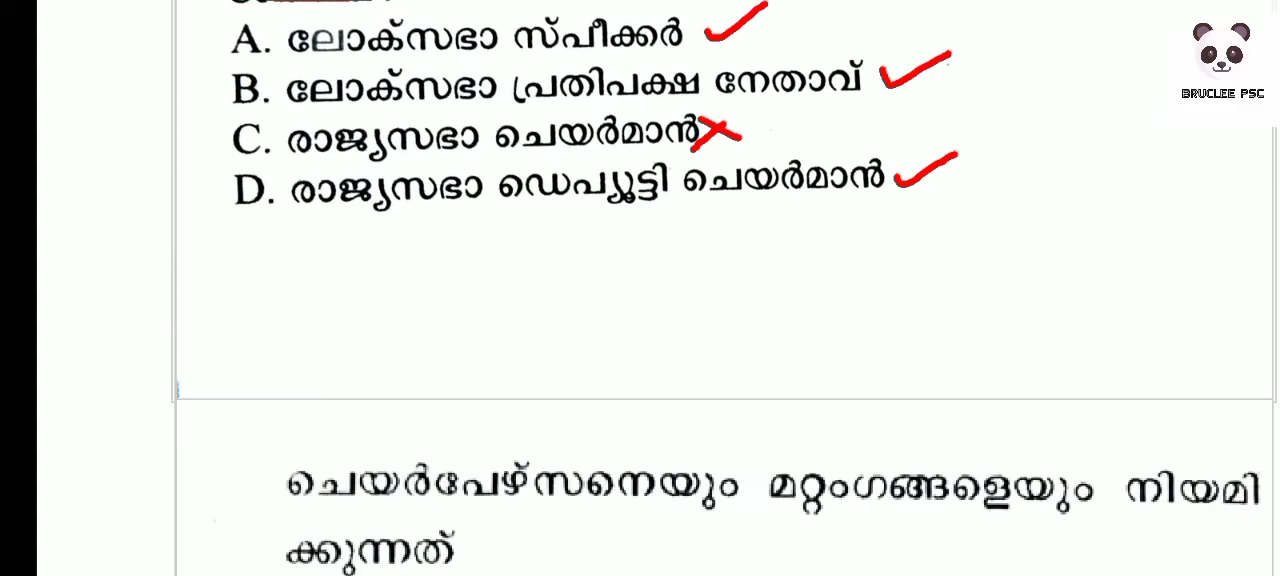 A. ലോക്സഭാ സ്പീക്കർ
B. ലോക്സഭാ പ്രതിപക്ഷ നേതാവ്
C. രാജ്യസഭാ ചെയർമാൻ
D. രാജ്യസഭാ ഡെപ്യൂട്ടി ചെയർമാൻ
BRUCLEE PSC
ചെയർപേഴ്സനെയും മറ്റംഗങ്ങളെയും നിയമി
ക്കുന്നത്